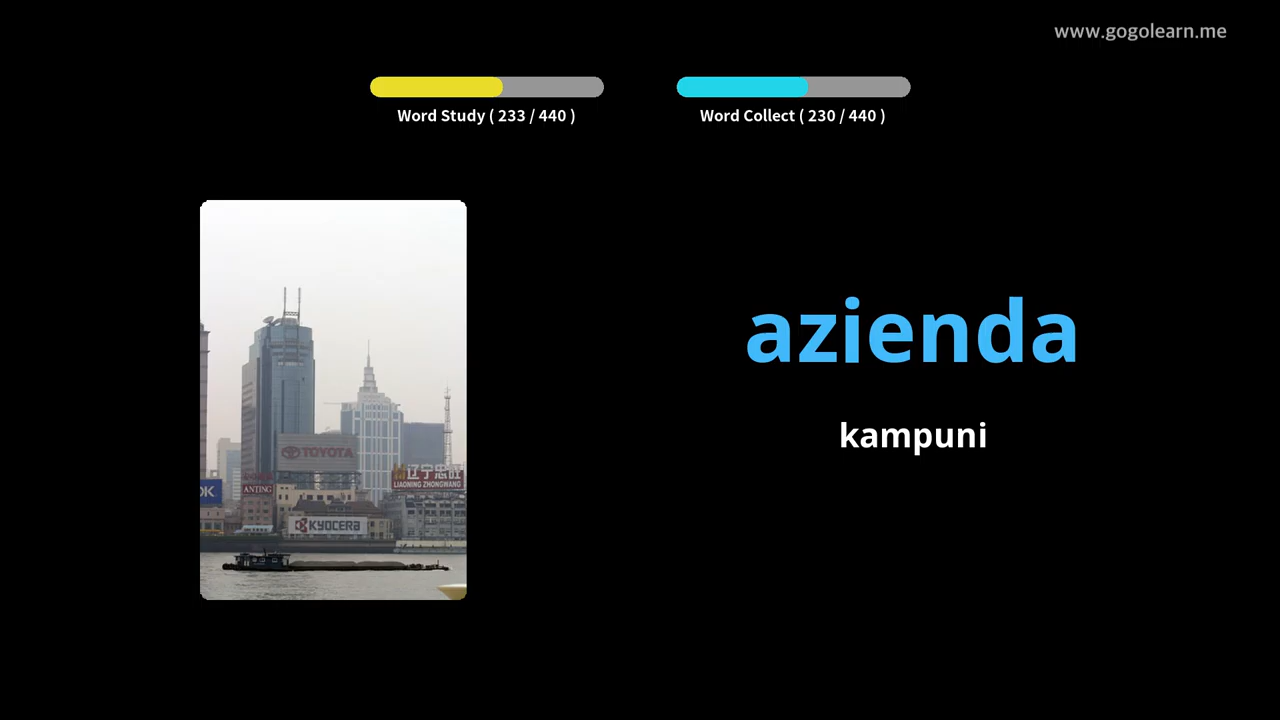 www.gogolearn.me
Word Study ( 233 / 440 )
Word Collect ( 230 / 440 )
azienda
kampuni
TOYOTA
辽宁忠旺
LIAONING ZHONGWANG
OK
ANTING
KYOCERA